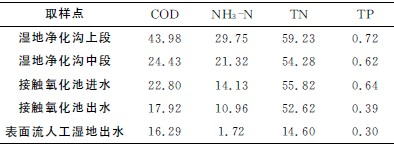 取样点 COD NH₃-N TN TP
湿地净化沟上段 43.98 29.75 59.23 0.72
湿地净化沟中段 24.43 21.32 54.28 0.62
接触氧化池进水 22.80 14.13 55.82 0.64
接触氧化池出水 17.92 10.96 52.62 0.39
表面流人工湿地出水 16.29 1.72 14.60 0.30